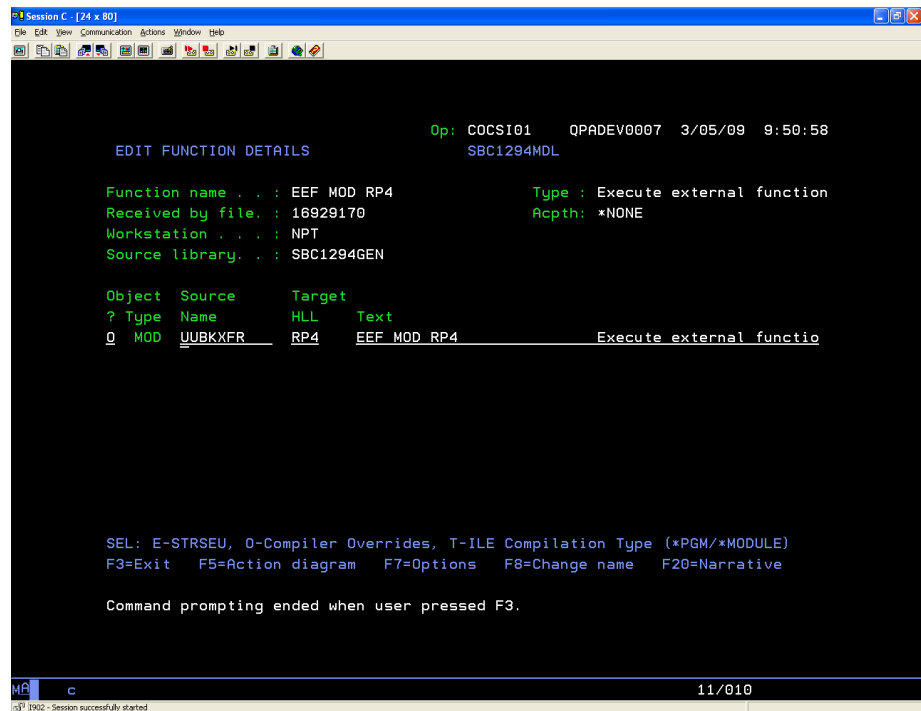 Session C - [24 x 80]
File Edit View Communication Actions Window Help
Op: COCSI01 QPADEV0007 3/05/09 9:50:58
EDIT FUNCTION DETAILS SBC1294MDL
Function name . . : EEF MOD RP4 Type : Execute external function
Received by file. : 16929170 Acpth: *NONE
Workstation . . . : NPT
Source library. . : SBC1294GEN
Object Source Target
? Type Name HLL Text
O MOD UUBKXFR RP4 EEF MOD RP4 Execute external functio
SEL: E-STRSEU, O-Compiler Overrides, T-ILE Compilation Type (*PGM/*MODULE)
F3=Exit F5=Action diagram F7=Options F8=Change name F20=Narrative
Command prompting ended when user pressed F3.
MA c 11/010
I902 - Session successfully started